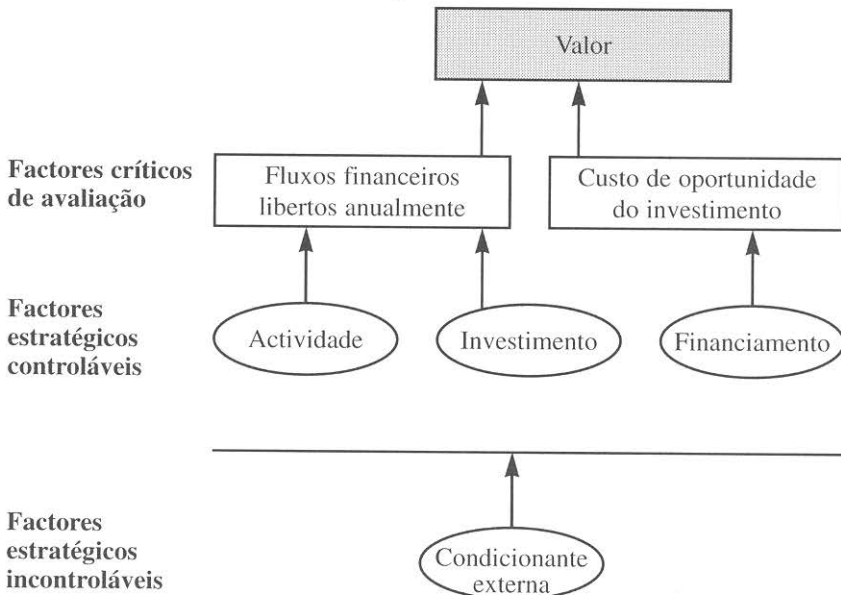 Valor
Factores críticos
de avaliação
Fluxos financeiros
libertos anualmente
Custo de oportunidade
do investimento
Factores
estratégicos
controláveis
Actividade
Investimento
Financiamento
Factores
estratégicos
incontroláveis
Condicionante
externa